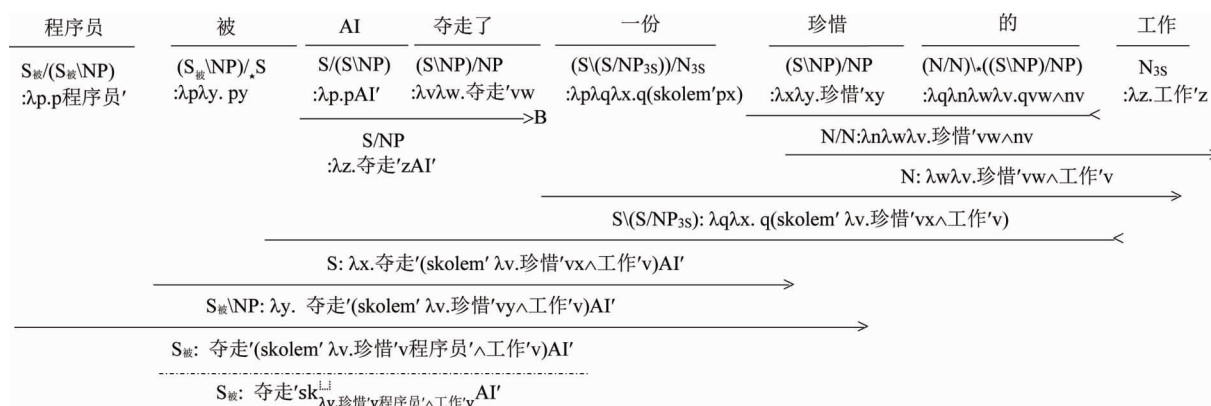 程序员 被 AI 夺走了 一份 珍惜 的 工作
S被/(S被\NP) (S被\NP)/⋆S S/(S\NP) (S\NP)/NP (S\(S/NP3s))/N3s (S\NP)/NP (N/N)\⋆((S\NP)/NP) N3s
:λp.p程序员′ :λpλy. py :λp.pAI′ :λvλw.夺走′vw :λpλqλx.q(skolem′px) :λxλy.珍惜′xy :λqλnλwλv.qvw∧nv :λz.工作′z
>B <
S/NP N/N:λnλwλv.珍惜′vw∧nv
:λz.夺走′zAI′
N: λwλv.珍惜′vw∧工作′v
S\(S/NP3s): λqλx. q(skolem′ λv.珍惜′vx∧工作′v)
<
S: λx.夺走′(skolem′ λv.珍惜′vx∧工作′v)AI′
S被\NP: λy. 夺走′(skolem′ λv.珍惜′vy∧工作′v)AI′
S被: 夺走′(skolem′ λv.珍惜′v程序员′∧工作′v)AI′
S被: 夺走′sk λv.珍惜′v程序员′∧工作′v AI′